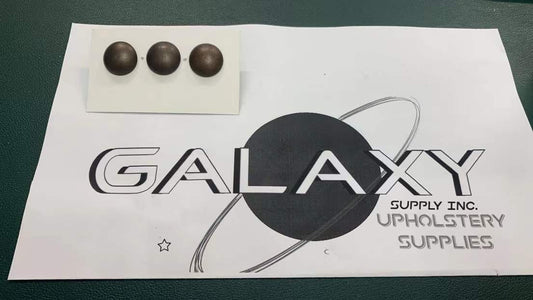 GALAXY
SUPPLY INC.
UPHOLSTERY
SUPPLIES
C